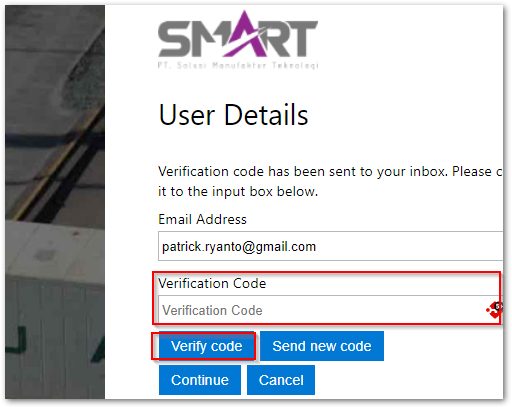 SMART
PT. Solusi Manufaktur Teknologi
User Details
Verification code has been sent to your inbox. Please c
it to the input box below.
Email Address
patrick.ryanto@gmail.com
Verification Code
Verification Code
Verify code Send new code
Continue Cancel